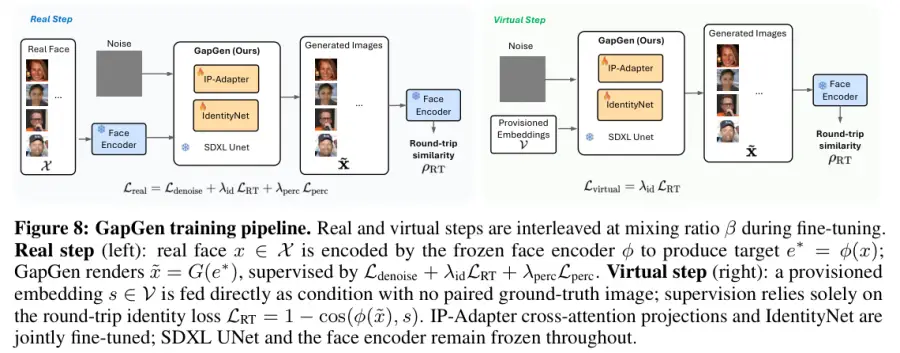 Real Step
Real Face
...
𝒳
Noise
Face
Encoder
GapGen (Ours)
IP-Adapter
IdentityNet
SDXL Unet
Generated Images
...
x̃
Face
Encoder
Round-trip
similarity
ρRT
ℒreal = ℒdenoise + λid ℒRT + λperc ℒperc
Virtual Step
Noise
Provisioned
Embeddings
𝒱
GapGen (Ours)
IP-Adapter
IdentityNet
SDXL Unet
Generated Images
...
x̃
Face
Encoder
Round-trip
similarity
ρRT
ℒvirtual = λid ℒRT
Figure 8: GapGen training pipeline. Real and virtual steps are interleaved at mixing ratio β during fine-tuning.
Real step (left): real face x ∈ 𝒳 is encoded by the frozen face encoder ϕ to produce target e* = ϕ(x);
GapGen renders x̃ = G(e*), supervised by ℒdenoise + λidℒRT + λpercℒperc. Virtual step (right): a provisioned
embedding s ∈ 𝒱 is fed directly as condition with no paired ground-truth image; supervision relies solely on
the round-trip identity loss ℒRT = 1 − cos(ϕ(x̃), s). IP-Adapter cross-attention projections and IdentityNet are
jointly fine-tuned; SDXL UNet and the face encoder remain frozen throughout.